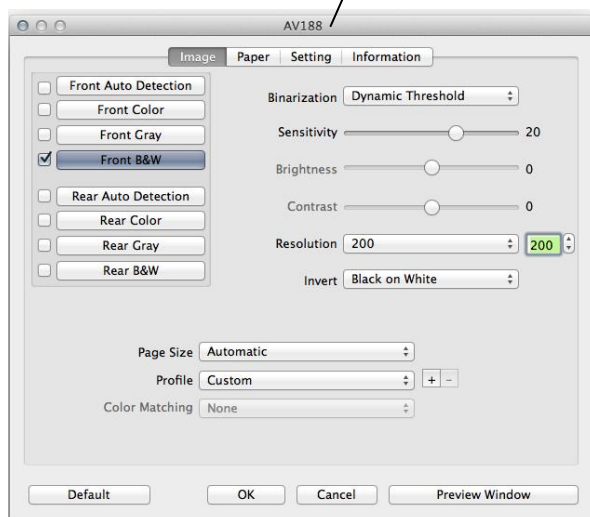 AV188
Image Paper Setting Information
Front Auto Detection
Front Color
Front Gray
Front B&W
Rear Auto Detection
Rear Color
Rear Gray
Rear B&W
Binarization Dynamic Threshold
Sensitivity 20
Brightness 0
Contrast 0
Resolution 200 200
Invert Black on White
Page Size Automatic
Profile Custom + -
Color Matching None
Default OK Cancel Preview Window